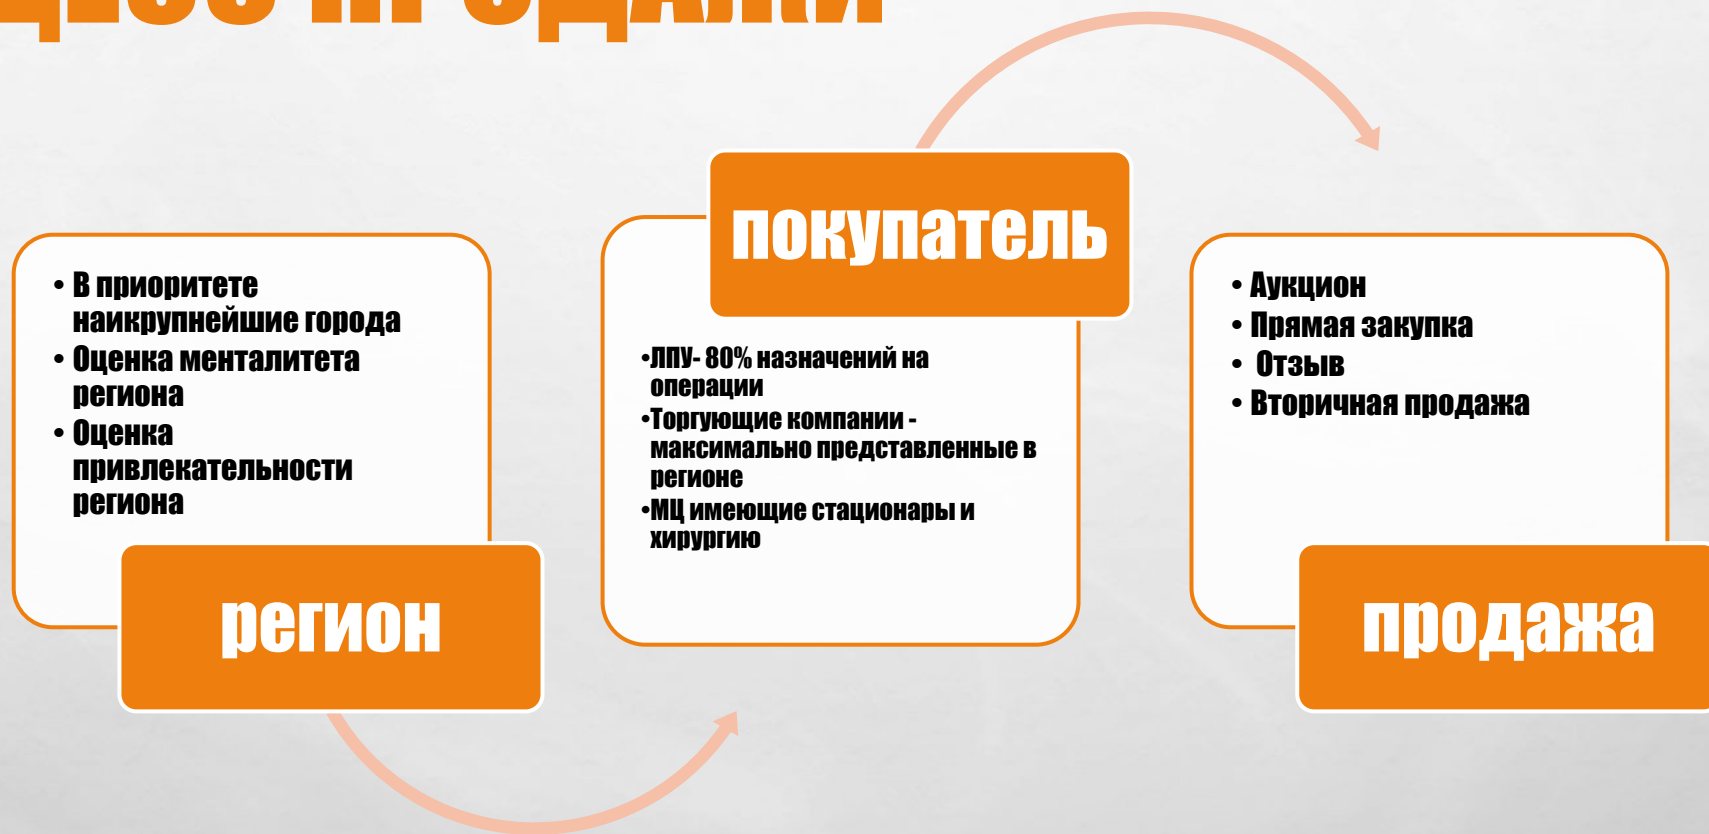 ПРОДАЖИ
• В приоритете
наикрупнейшие города
• Оценка менталитета
региона
• Оценка
привлекательности
региона
регион
покупатель
•ЛПУ- 80% назначений на
операции
•Торгующие компании -
максимально представленные в
регионе
•МЦ имеющие стационары и
хирургию
• Аукцион
• Прямая закупка
• Отзыв
• Вторичная продажа
продажа